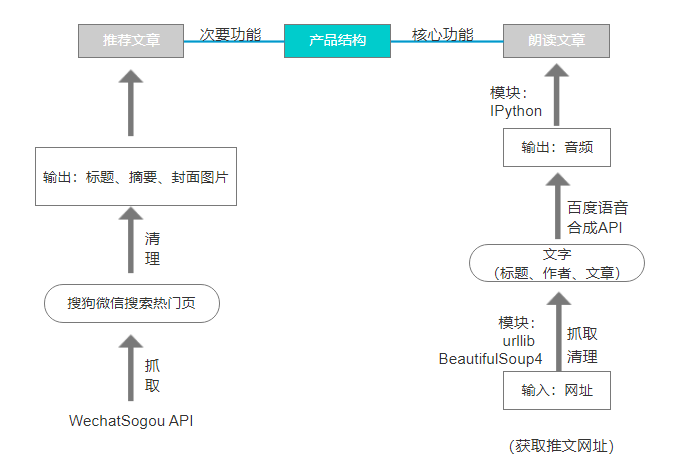 推荐文章
次要功能
产品结构
核心功能
朗读文章
模块：
IPython
输出：音频
输出：标题、摘要、封面图片
百度语音
合成API
清
理
文字
（标题、作者、文章）
搜狗微信搜索热门页
模块：
urllib
BeautifulSoup4
抓取
清理
抓
取
输入：网址
WechatSogou API
(获取推文网址)